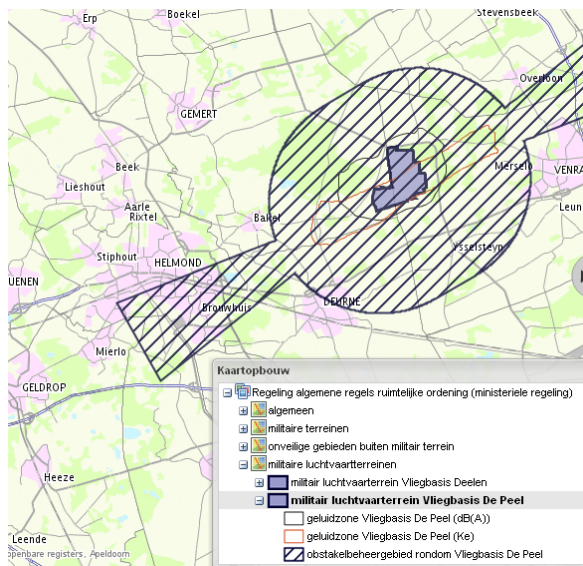 Stevensbeek
Erp
Boekel
Overloon
GEMERT
Merselo
VENRA
Beek
Lieshout
Aarle
Rixtel
Bakel
Leun
Stiphout
HELMOND
Ysselsteyn
UENEN
Brouwhuis
DEURNE
Mierlo
GELDROP
Heeze
Leende
openbare registers, Apeldoorn
Kaartopbouw
Regeling algemene regels ruimtelijke ordening (ministeriele regeling)
algemeen
militaire terreinen
onveilige gebieden buiten militair terrein
militaire luchtvaartterreinen
militair luchtvaarterrein Vliegbasis Deelen
militair luchtvaarterrein Vliegbasis De Peel
geluidzone Vliegbasis De Peel (dB(A))
geluidzone Vliegbasis De Peel (Ke)
obstakelbeheergebied rondom Vliegbasis De Peel